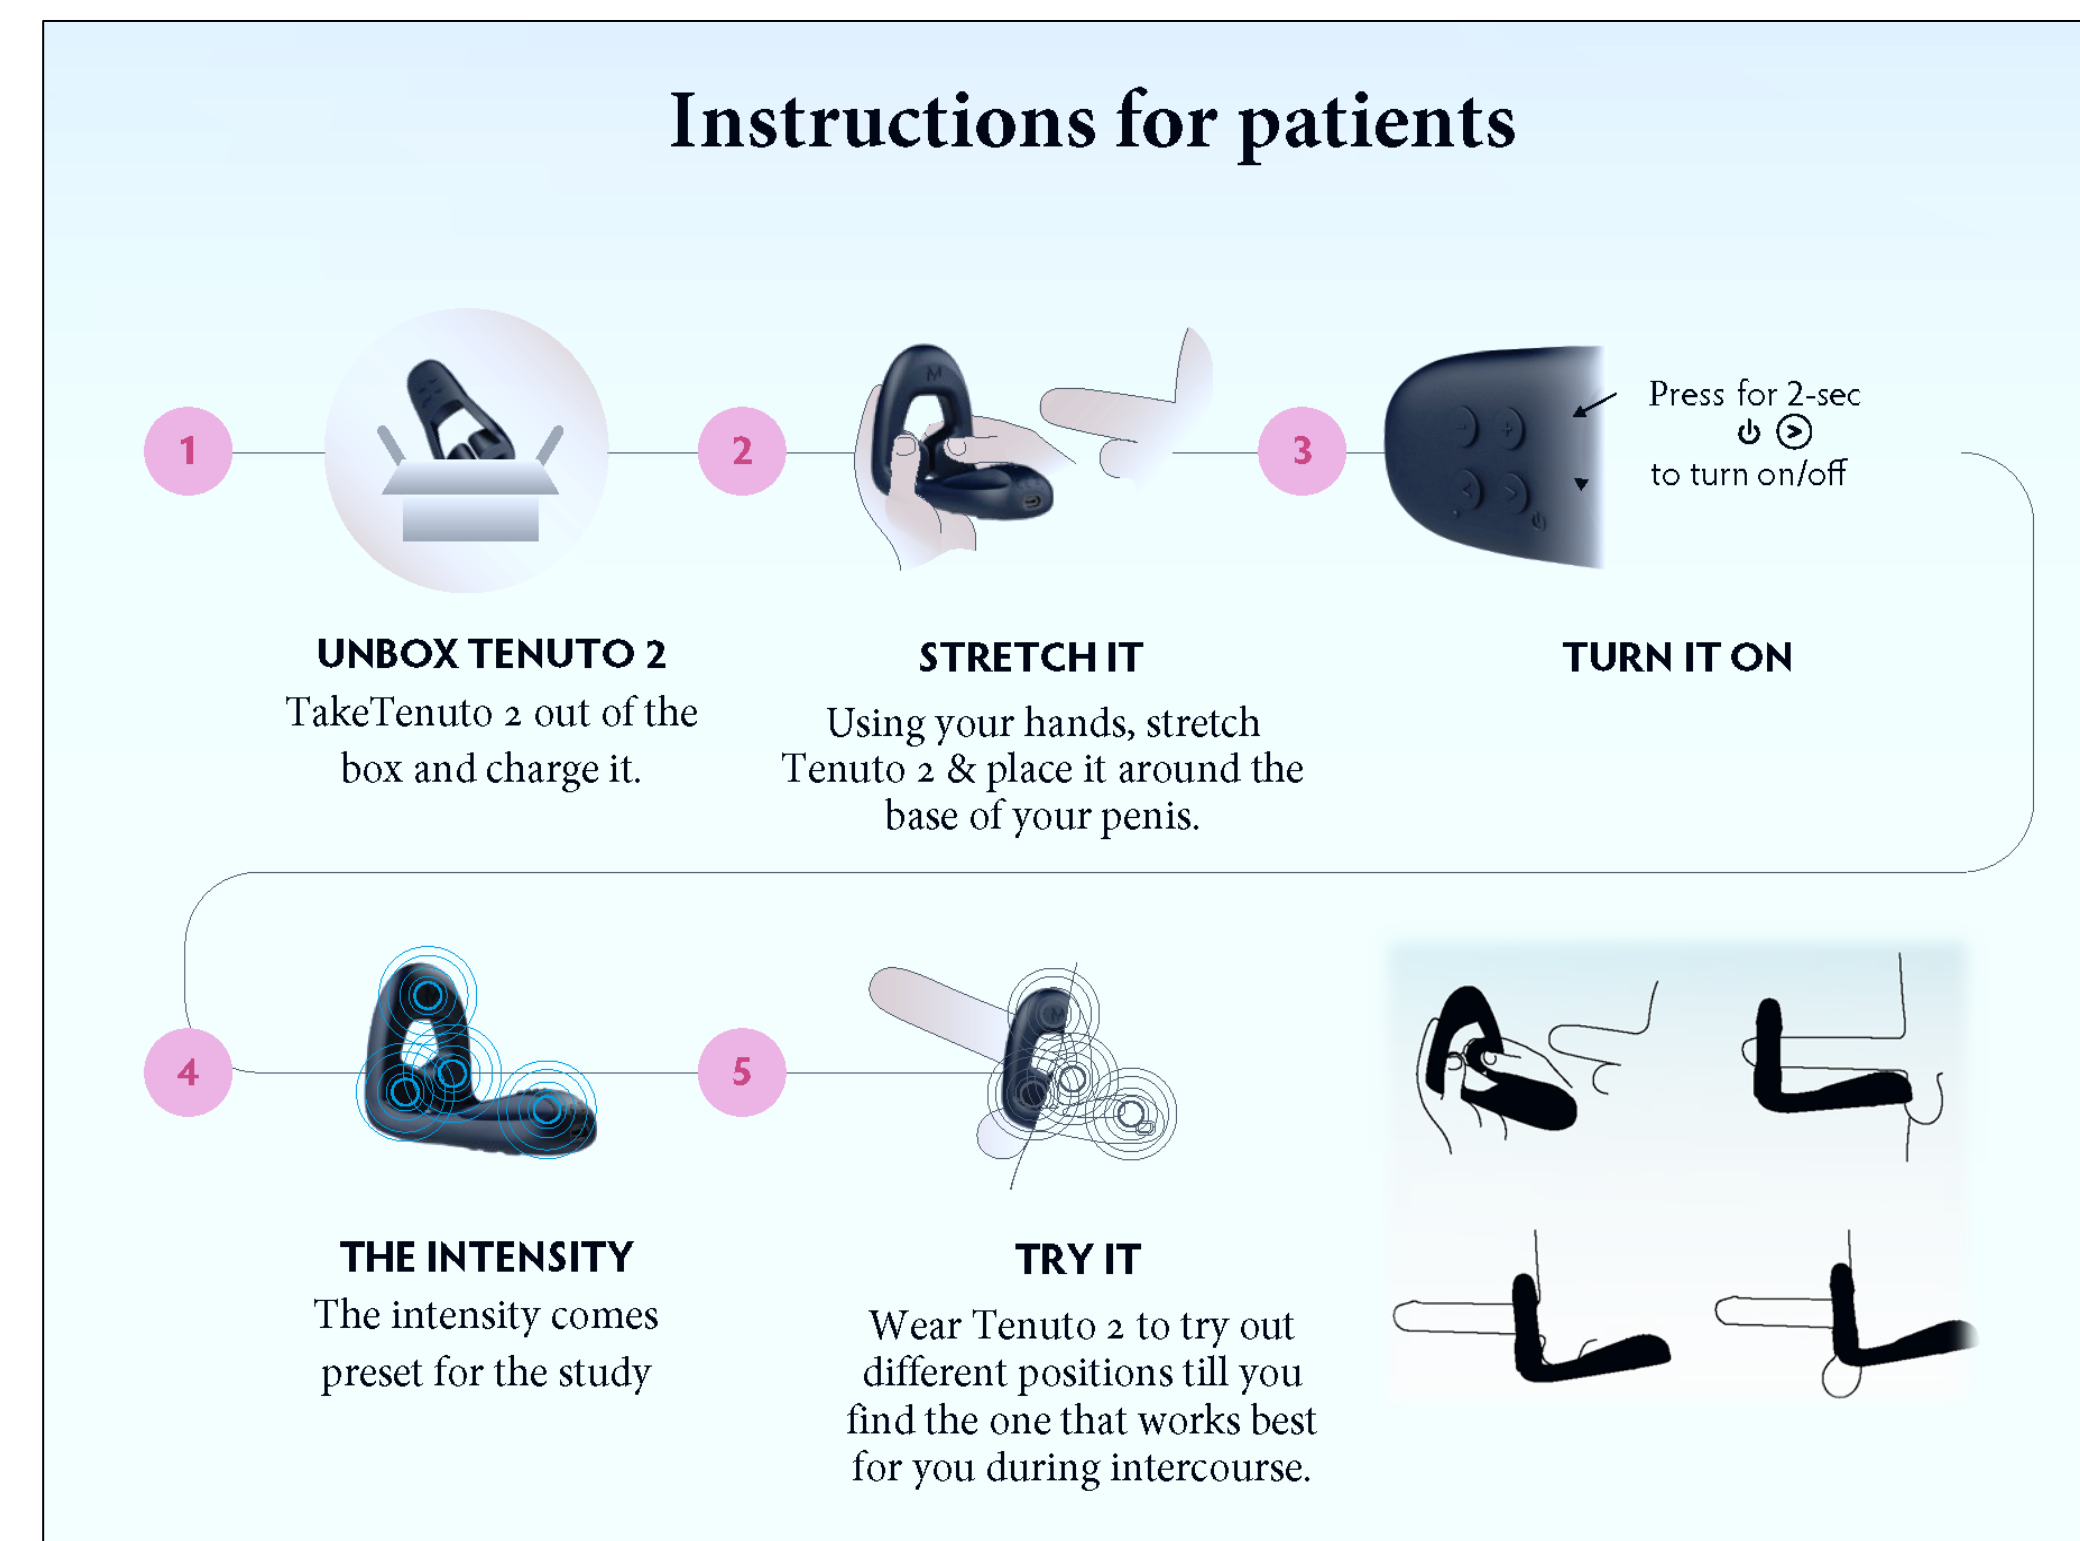 Instructions for patients
1
2
3
Press for 2-sec
to turn on/off
UNBOX TENUTO 2
TakeTenuto 2 out of the
box and charge it.
STRETCH IT
Using your hands, stretch
Tenuto 2 & place it around the
base of your penis.
TURN IT ON
4
5
THE INTENSITY
The intensity comes
preset for the study
TRY IT
Wear Tenuto 2 to try out
different positions till you
find the one that works best
for you during intercourse.